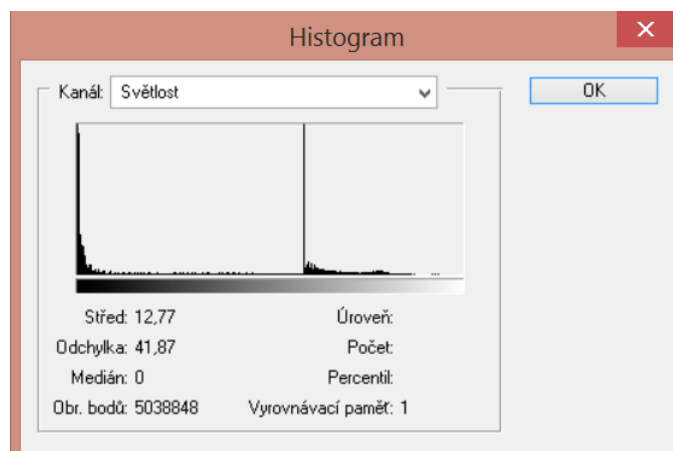 Histogram
Kanál: Světlost
OK
Střed: 12,77 Úroveň:
Odchylka: 41,87 Počet:
Medián: 0 Percentil:
Obr. bodů: 5038848 Vyrovnávací paměť: 1